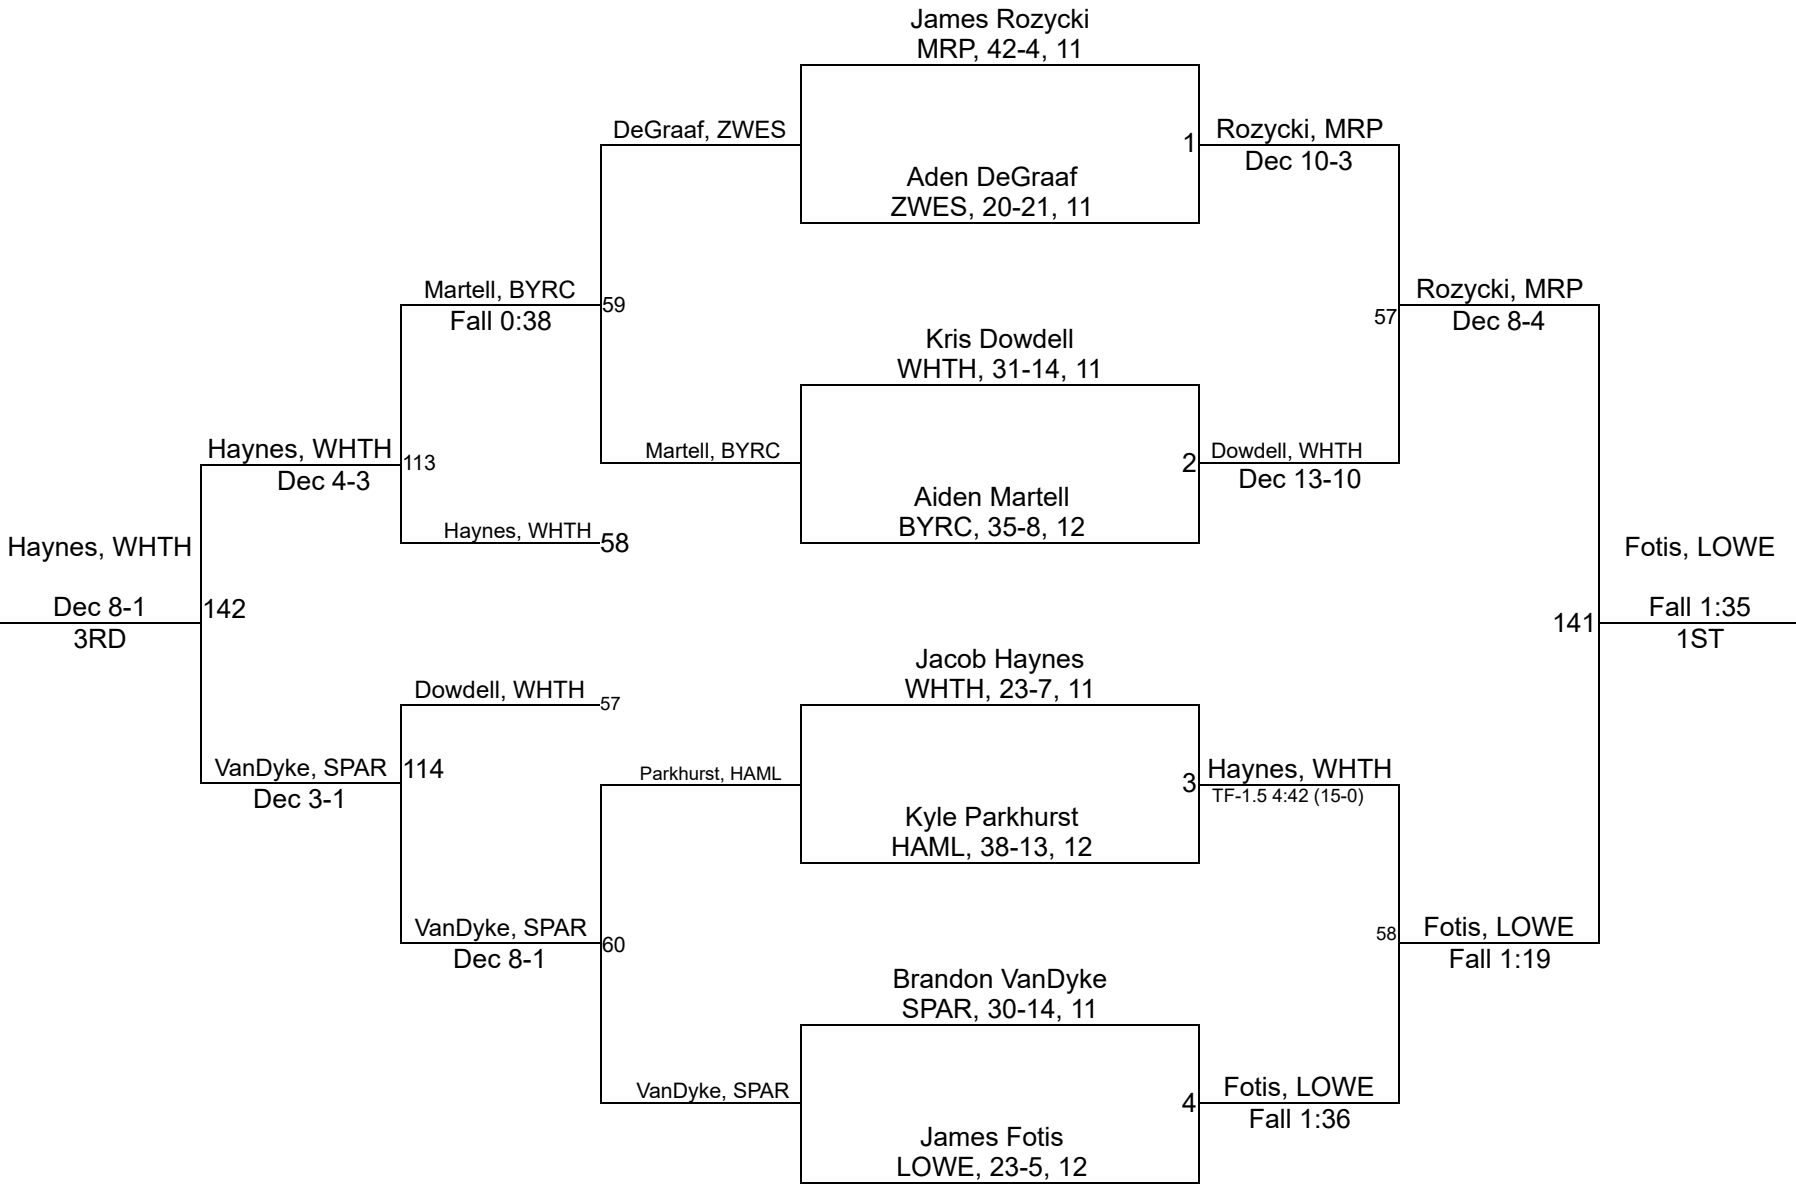 James Rozycki
MRP, 42-4, 11
DeGraaf, ZWES
1
Rozycki, MRP
Dec 10-3
Aden DeGraaf
ZWES, 20-21, 11
Martell, BYRC
Fall 0:38
59
57
Rozycki, MRP
Dec 8-4
Kris Dowdell
WHTH, 31-14, 11
Haynes, WHTH
Dec 4-3
113
Martell, BYRC
2
Dowdell, WHTH
Dec 13-10
Aiden Martell
BYRC, 35-8, 12
Haynes, WHTH
58
Haynes, WHTH
Dec 8-1
3RD
142
Fotis, LOWE
141
Fall 1:35
1ST
Jacob Haynes
WHTH, 23-7, 11
Dowdell, WHTH
57
VanDyke, SPAR
Dec 3-1
114
Parkhurst, HAML
3
Haynes, WHTH
TF-1.5 4:42 (15-0)
Kyle Parkhurst
HAML, 38-13, 12
VanDyke, SPAR
Dec 8-1
60
58
Fotis, LOWE
Fall 1:19
Brandon VanDyke
SPAR, 30-14, 11
VanDyke, SPAR
4
Fotis, LOWE
Fall 1:36
James Fotis
LOWE, 23-5, 12